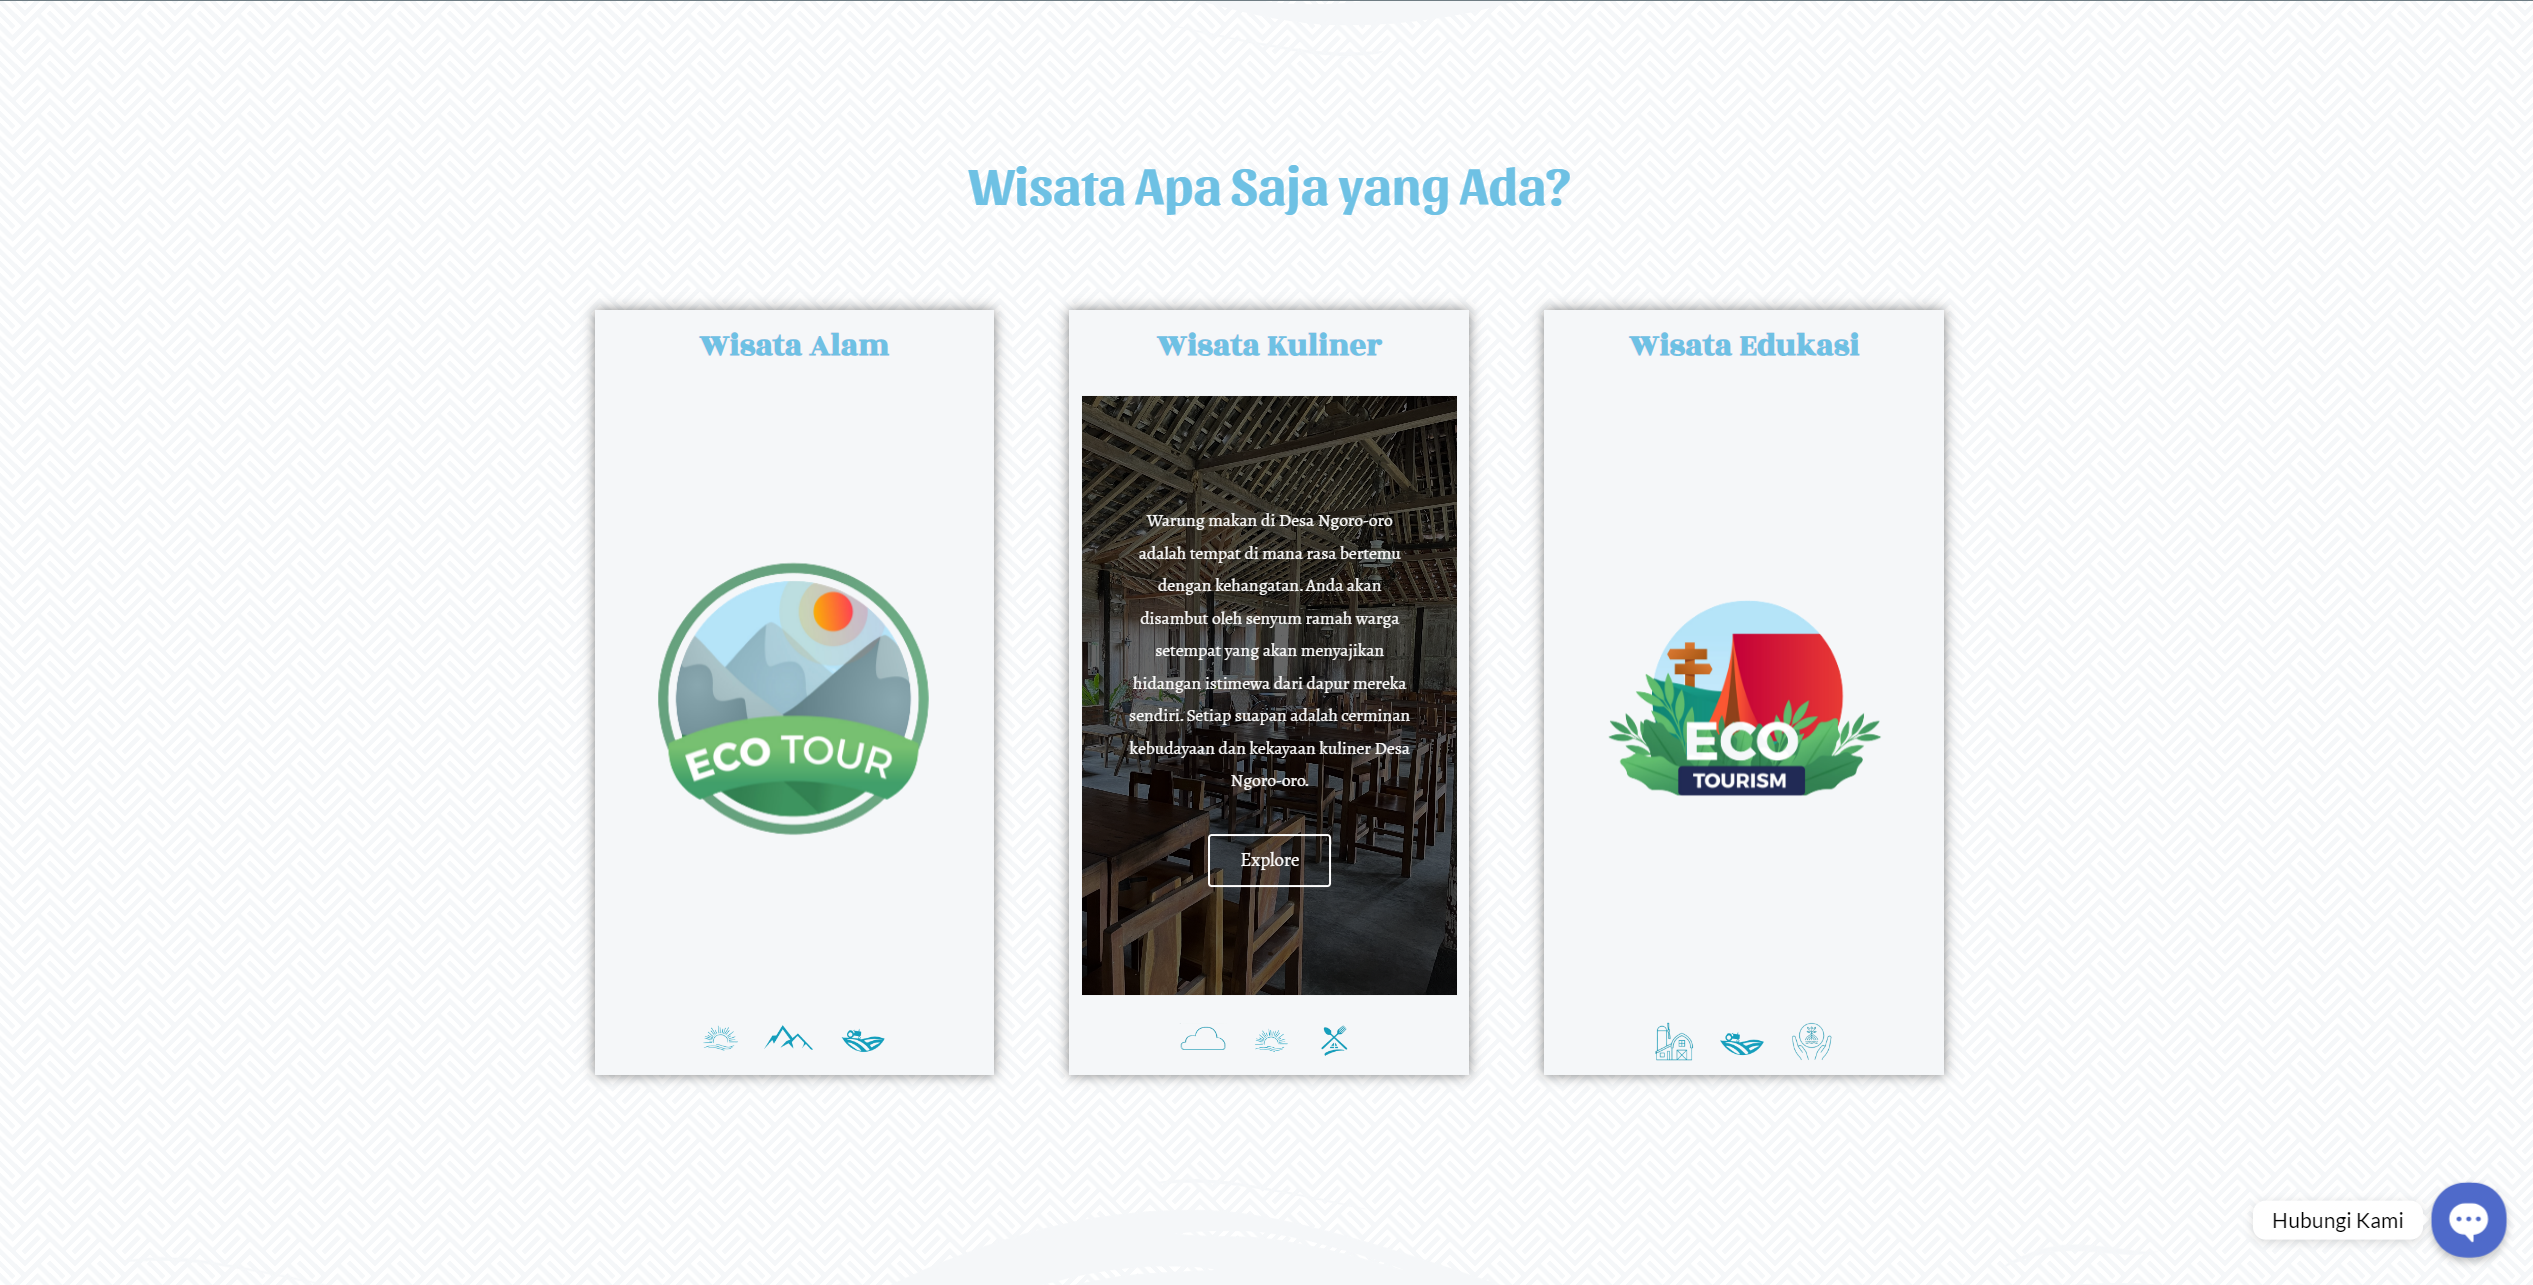 Wisata Apa Saja yang Ada?
Wisata Alam
ECO TOUR
Wisata Kuliner
Warung makan di Desa Ngoro-oro
adalah tempat di mana rasa bertemu
dengan kehangatan. Anda akan
disambut oleh senyum ramah warga
setempat yang akan menyajikan
hidangan istimewa dari dapur mereka
sendiri. Setiap suapan adalah cerminan
kebudayaan dan kekayaan kuliner Desa
Ngoro-oro.
Explore
Wisata Edukasi
ECO
TOURISM
Hubungi Kami